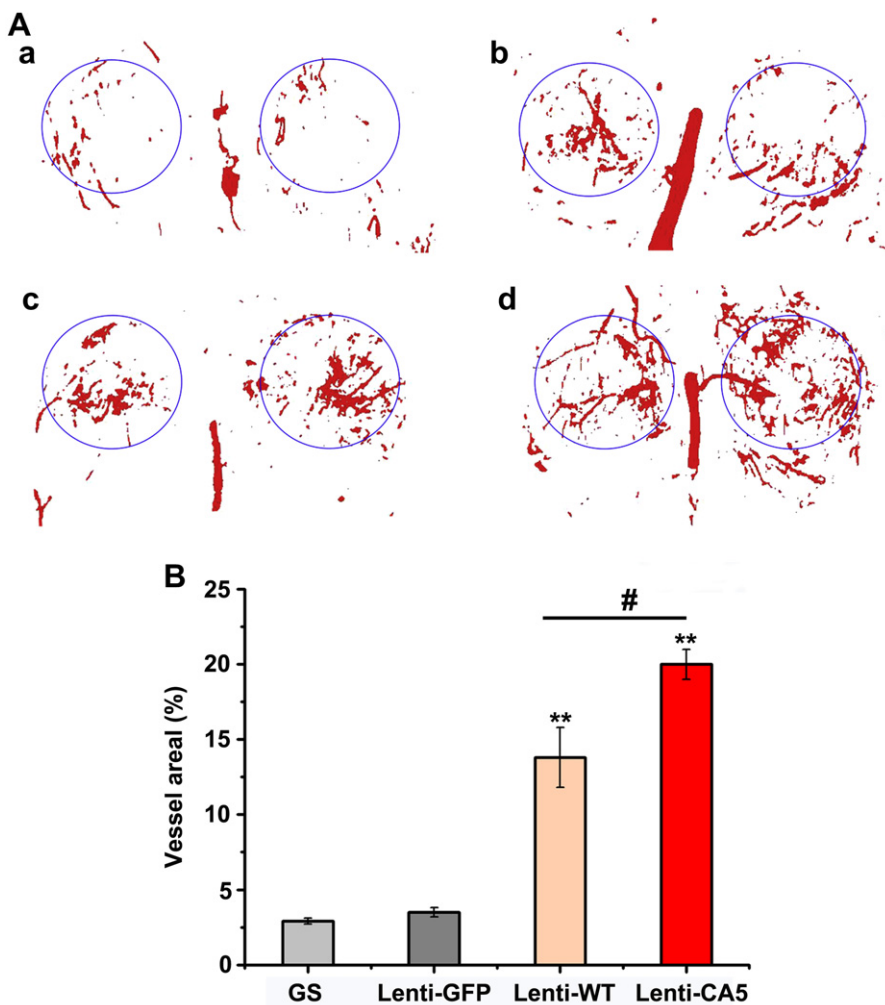 A
a
b
c
d
B
25
#
**
20
**
15
10
5
0
Vessel areal (%)
GS Lenti-GFP Lenti-WT Lenti-CA5